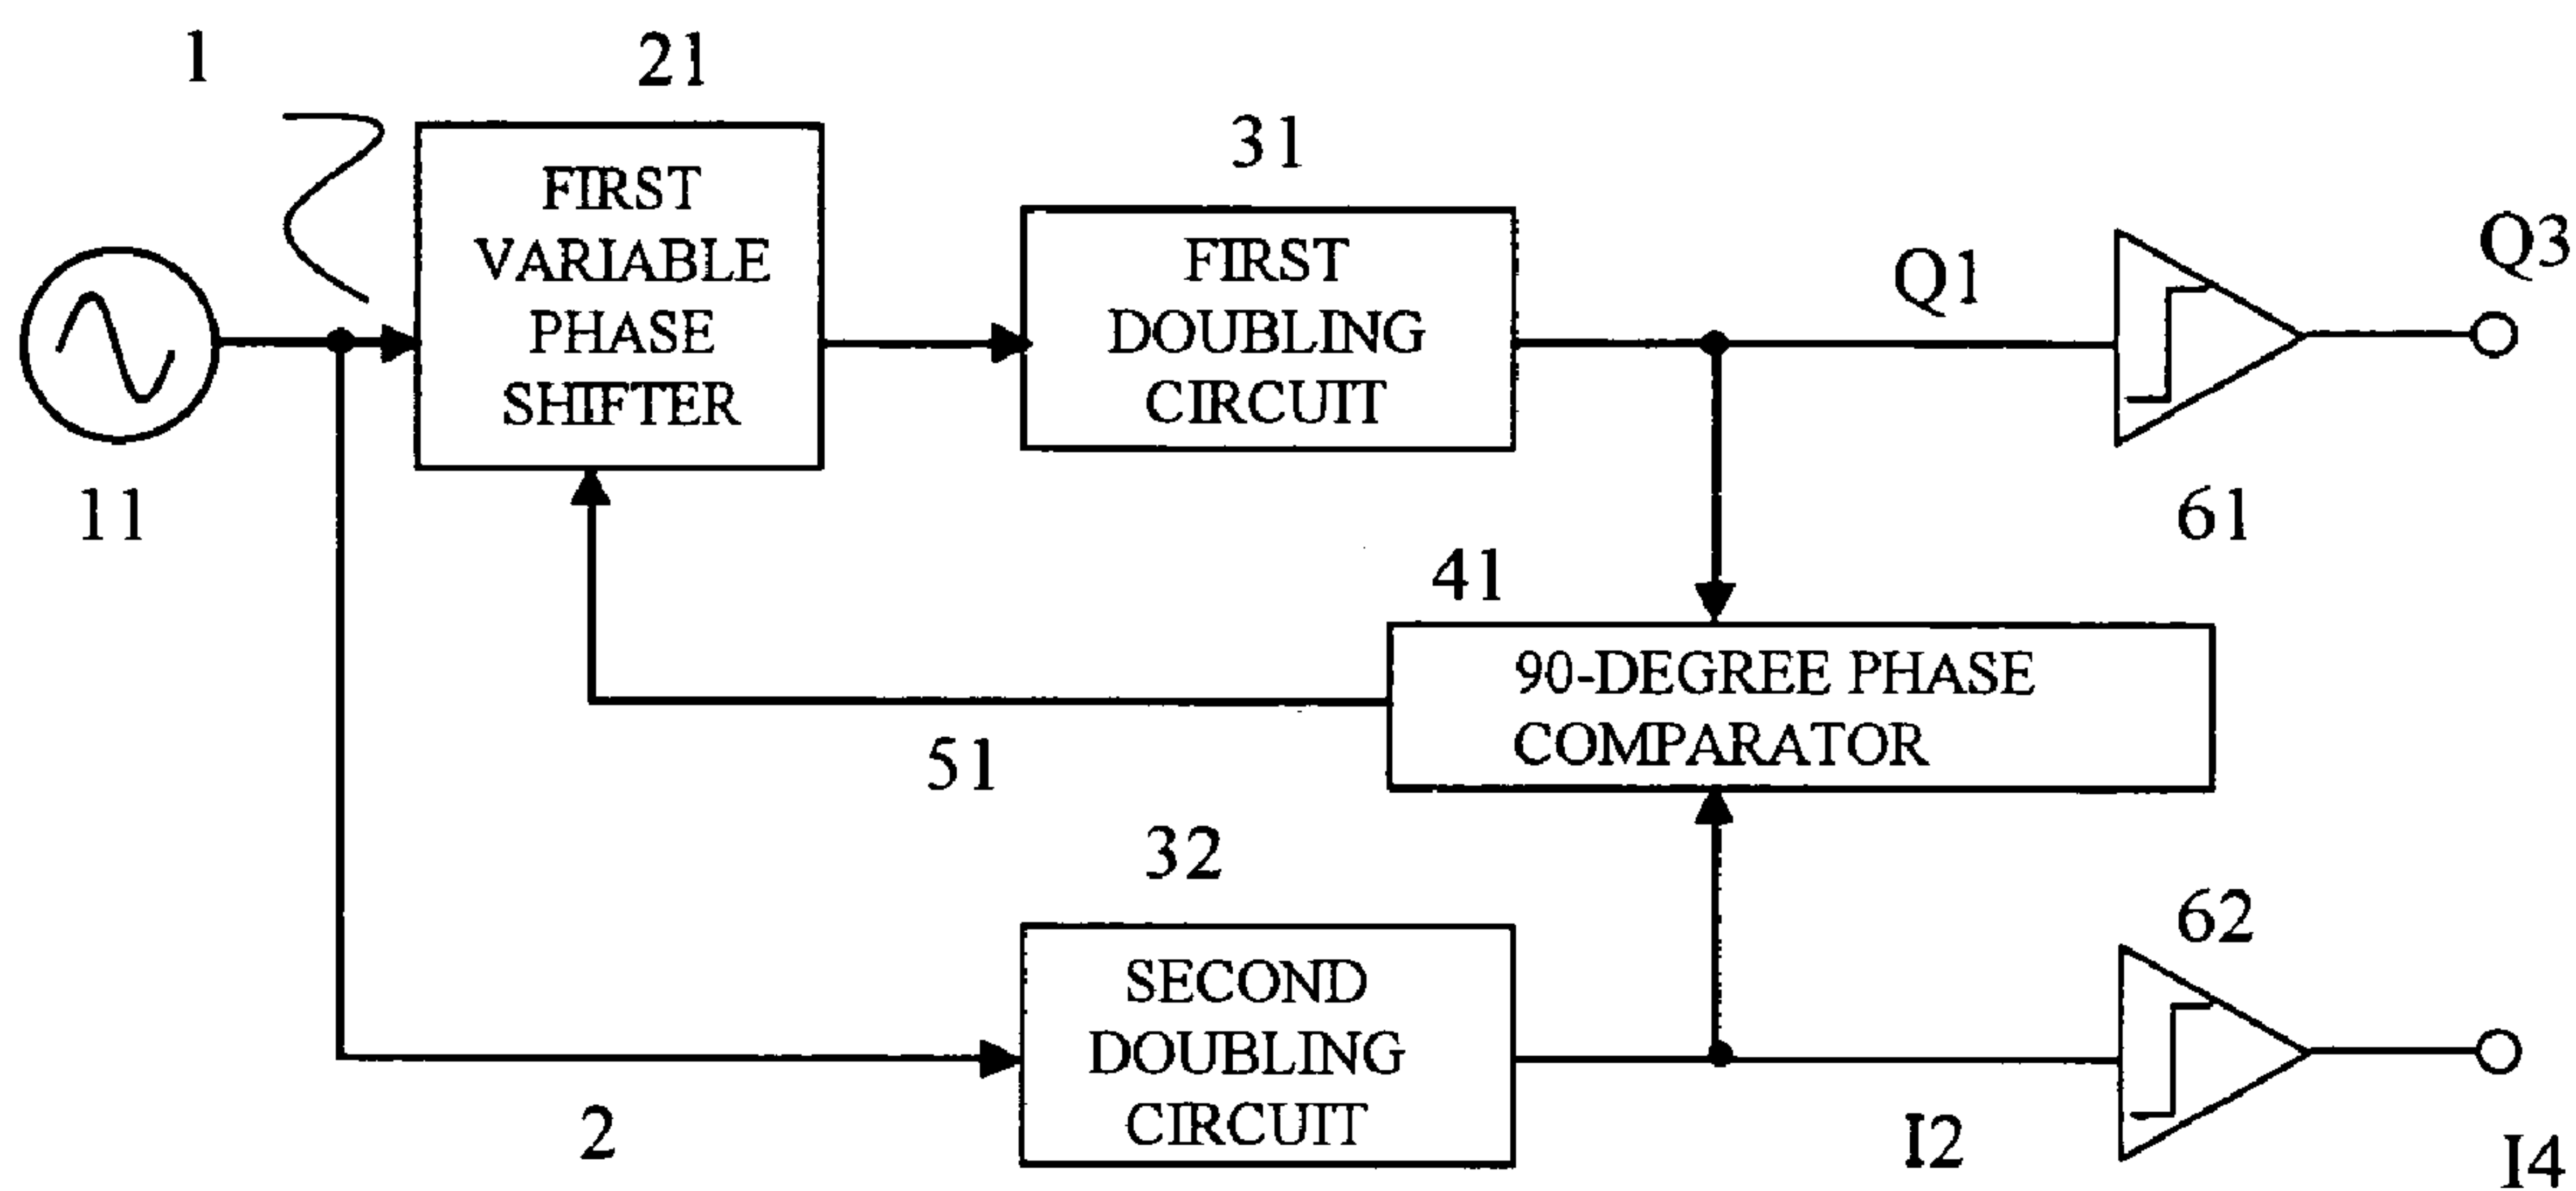 1
21
FIRST
VARIABLE
PHASE
SHIFTER
31
FIRST
DOUBLING
CIRCUIT
Q1
Q3
11
61
41
90-DEGREE PHASE
COMPARATOR
51
32
SECOND
DOUBLING
CIRCUIT
62
2
I2
I4